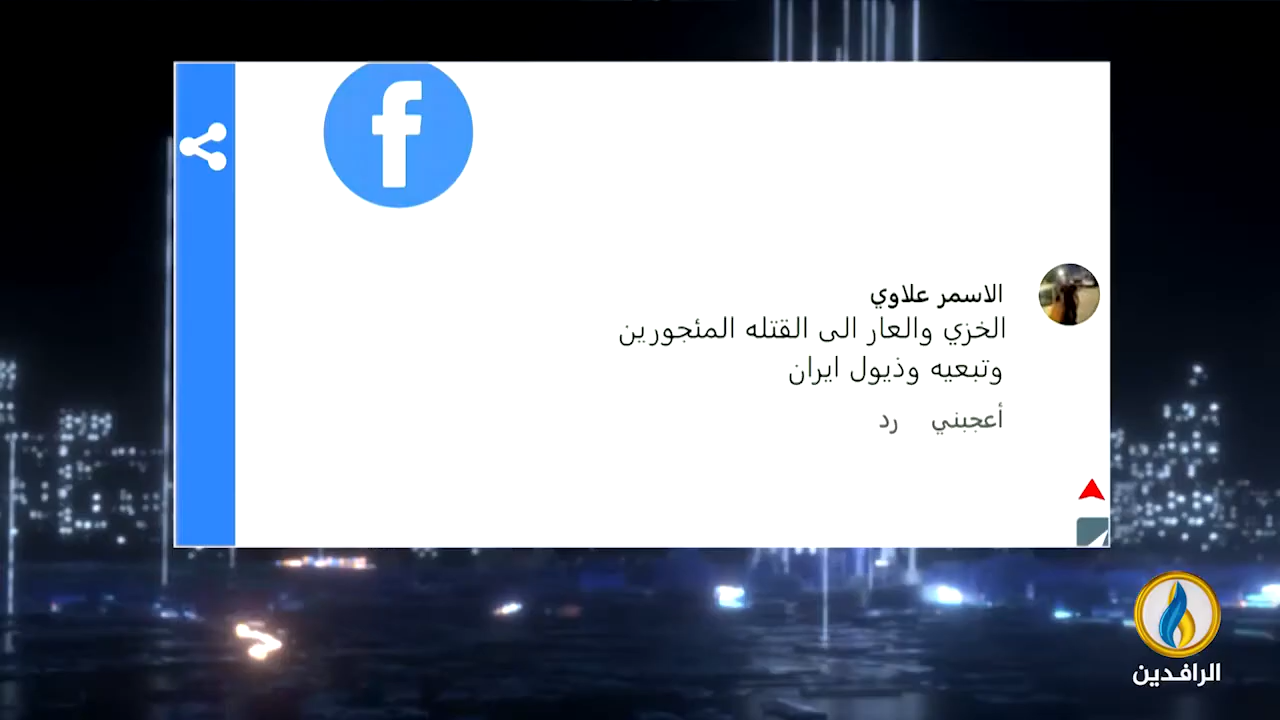 f
الاسمر علاوي
الخزي والعار الى القتله المئجورين
وتبعيه وذيول ايران
أعجبني رد
الرافدين